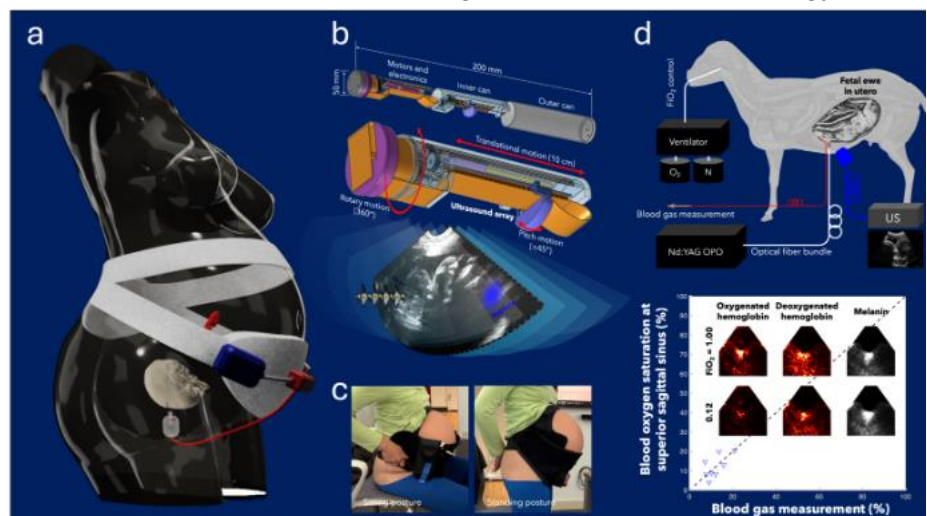 a
b
200 mm
50 mm
Motors and
electronics
Inner can
Outer can
Translational motion (10 cm)
Rotary motion
(360°)
Ultrasound array
Pitch motion
(±45°)
c
Sitting posture
Standing posture
d
FiO₂ control
Ventilator
O₂
N
Fetal ewe
in utero
Blood gas measurement
US
Nd:YAG OPO
Optical fiber bundle
Blood oxygen saturation at
superior sagittal sinus (%)
100
90
80
70
60
50
40
30
20
10
0
Oxygenated
hemoglobin
Deoxygenated
hemoglobin
Melanin
FiO₂ = 1.00
0.12
0
20
40
60
80
100
Blood gas measurement (%)